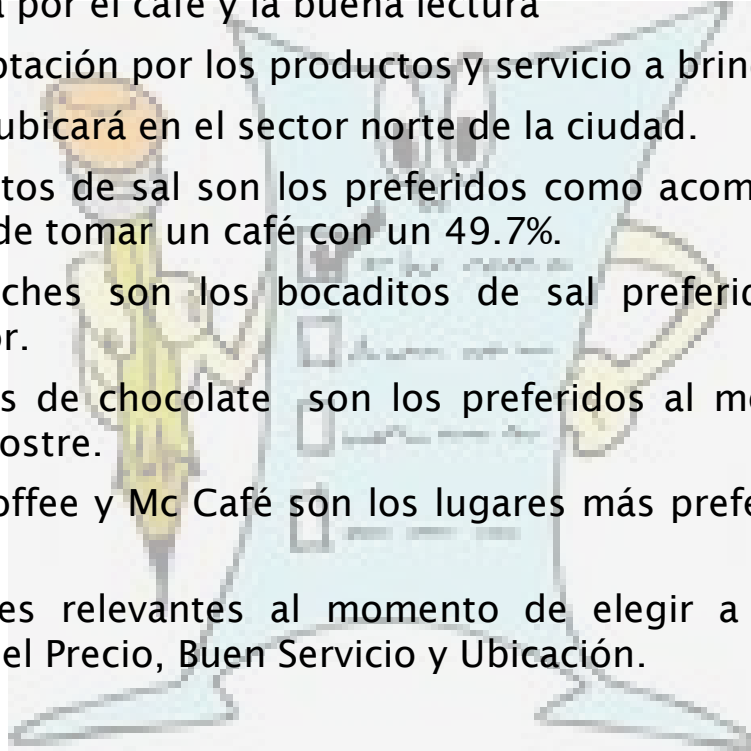 por el café y la buena lectura
ptación por los productos y servicio a brin
ubicará en el sector norte de la ciudad.
tos de sal son los preferidos como acom
de tomar un café con un 49.7%.
ches son los bocaditos de sal preferi
r.
s de chocolate son los preferidos al m
ostre.
offee y Mc Café son los lugares más pref
es relevantes al momento de elegir a
el Precio, Buen Servicio y Ubicación.